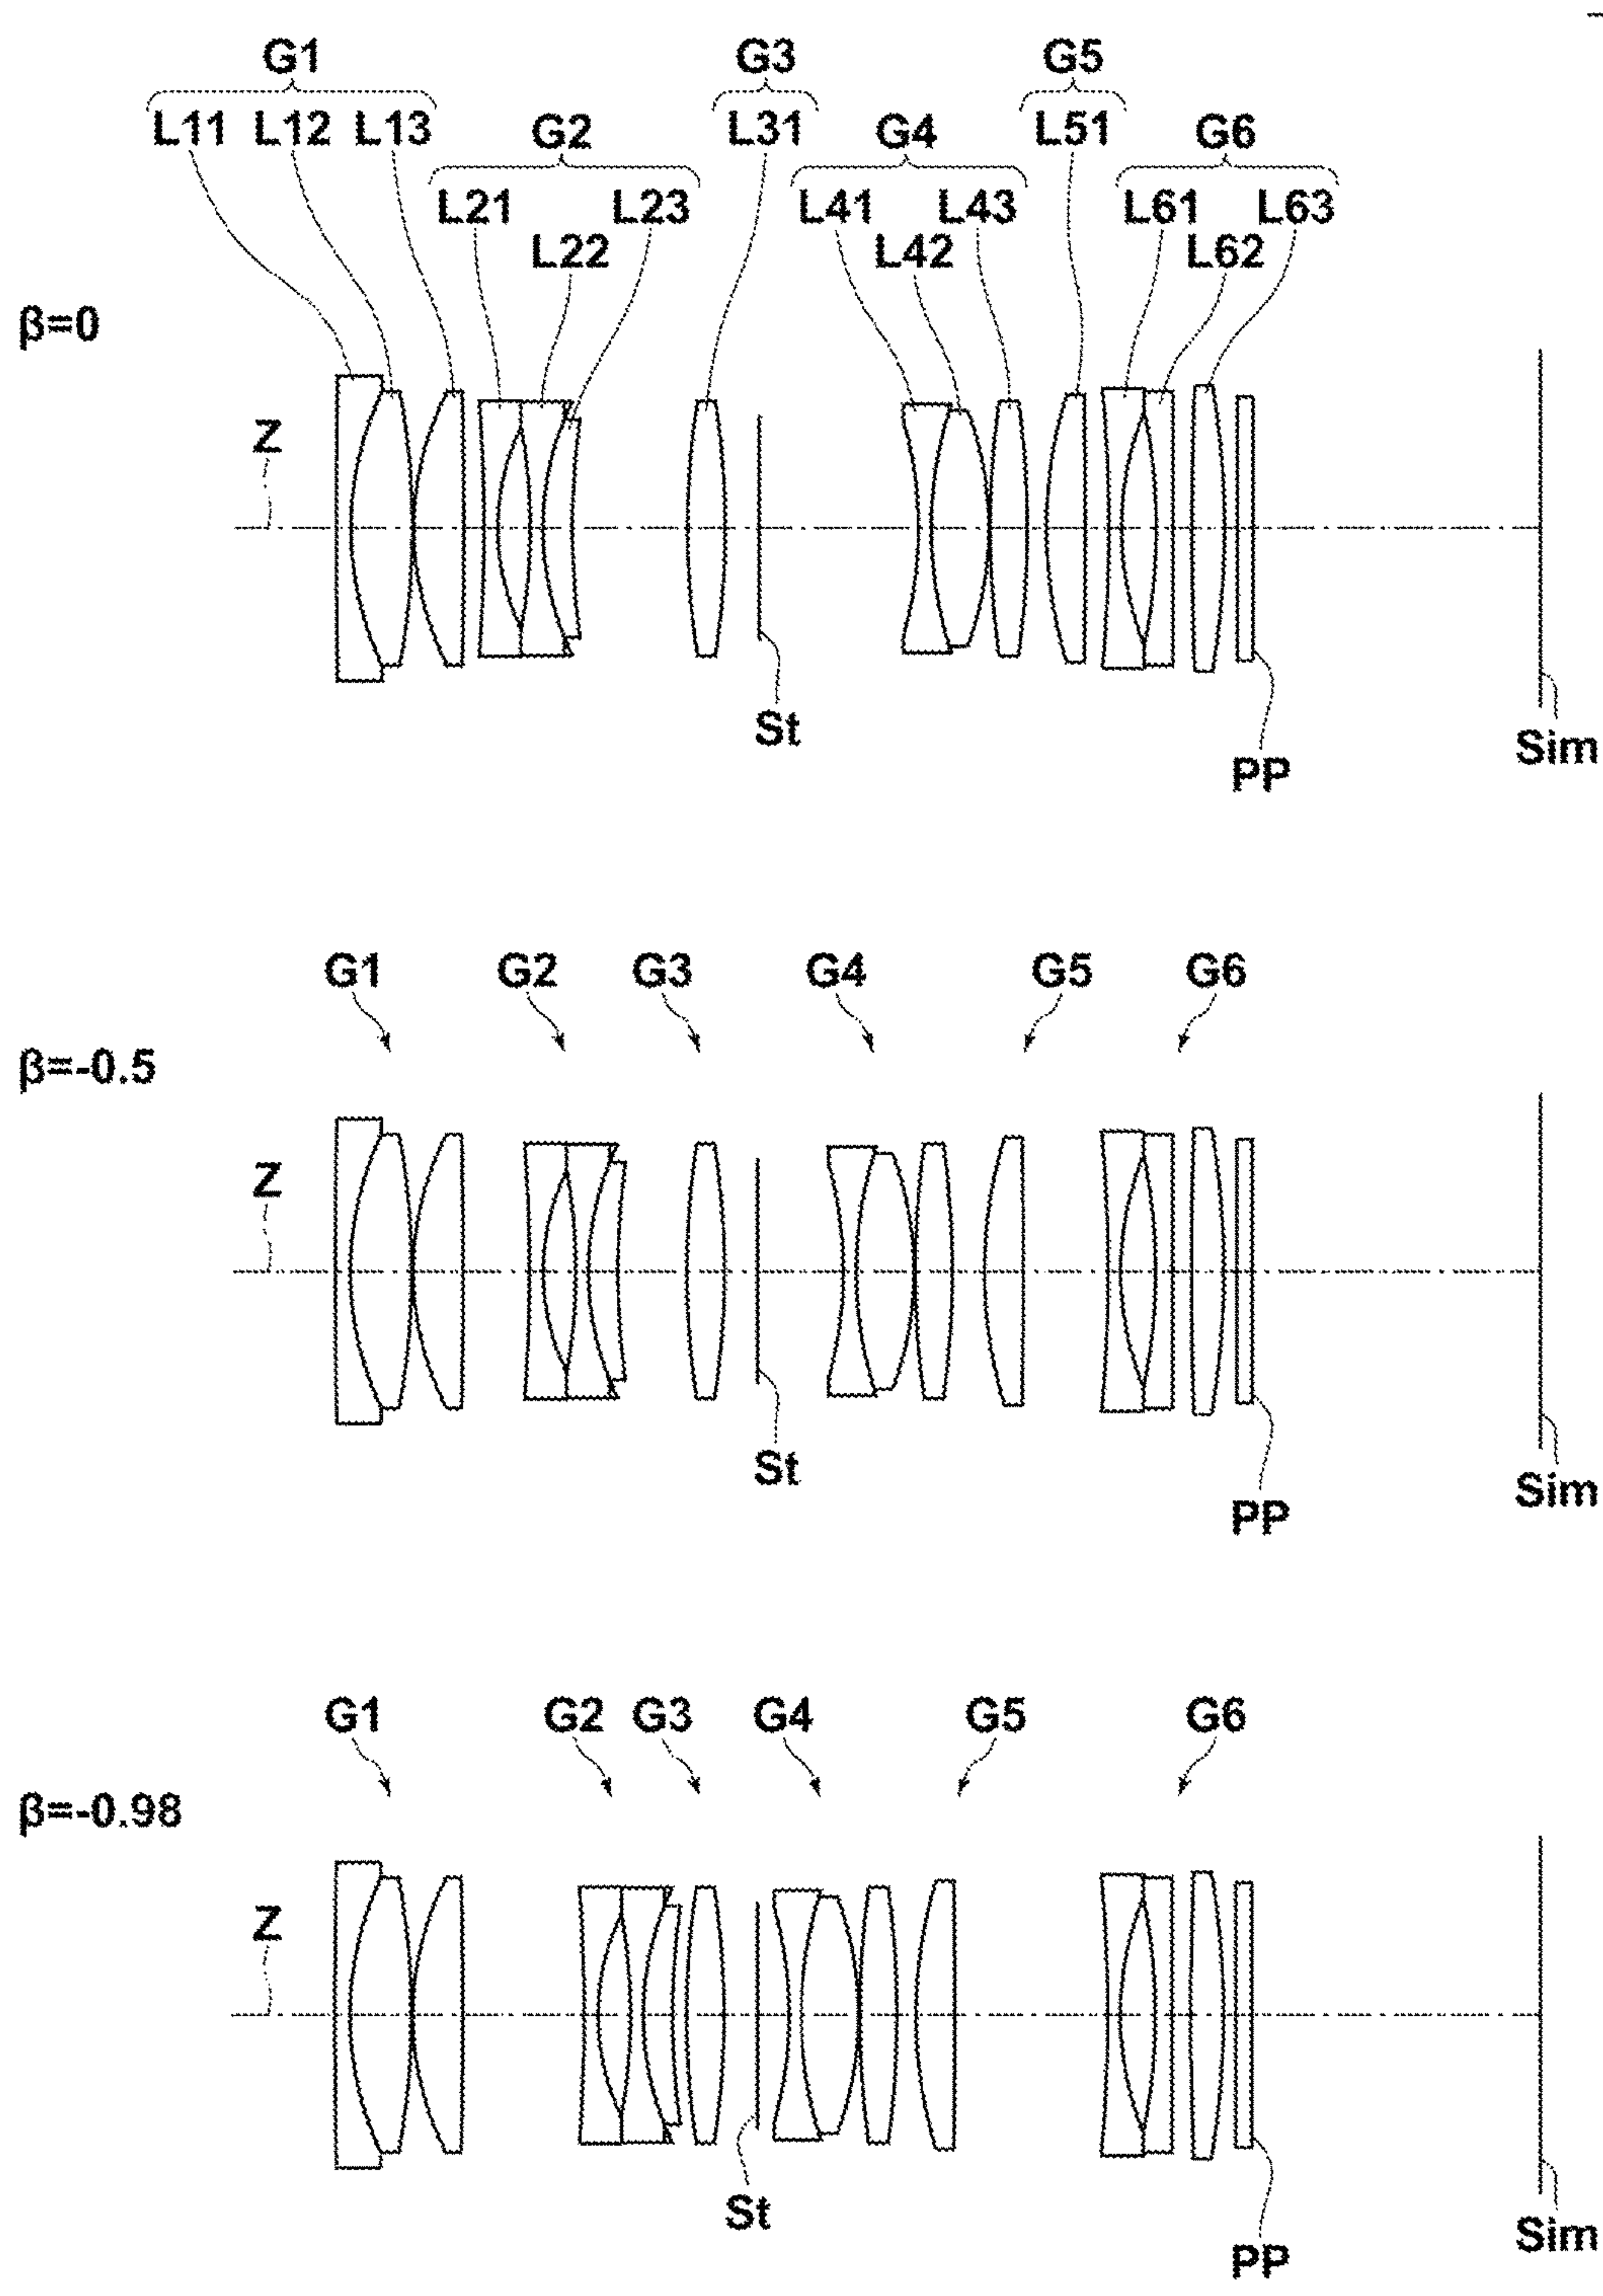 G1 G3 G5
L11 L12 L13 G2 L31 G4 L51 G6
L21 L23 L41 L43 L61 L63
L22 L42 L62
β=0
Z
St
Sim
PP
G1 G2 G3 G4 G5 G6
β=-0.5
Z
St
Sim
PP
G1 G2 G3 G4 G5 G6
β=-0.98
Z
St
Sim
PP